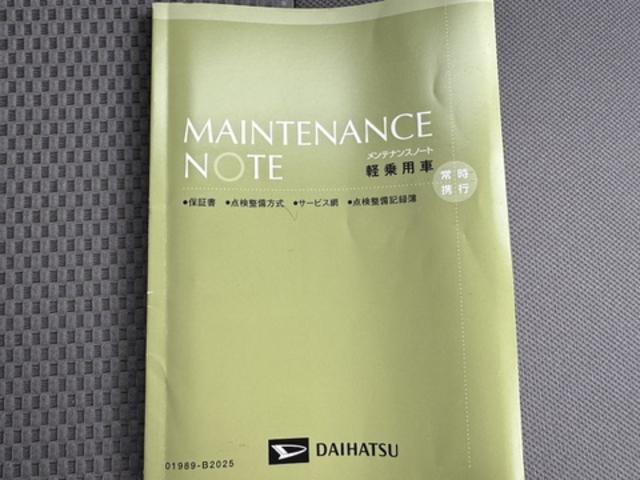 MAINTENANCE
NOTE
メンテナンスノート
軽乗用車
常時
携行
●保証書 ●点検整備方式 ●サービス網 ●点検整備記録簿
01989-B2025
DAIHATSU